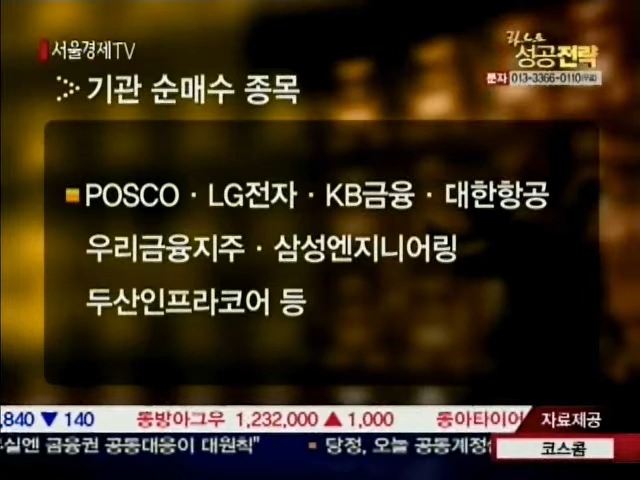 서울경제TV
성공전략
문자 013-3366-0110(무료)
기관 순매수 종목
POSCO · LG전자 · KB금융 · 대한항공
우리금융지주 · 삼성엔지니어링
두산인프라코어 등
,840 ▼ 140 동방아그우 1,232,000 ▲ 1,000 동아타이어
자료제공
실엔 금융권 공동대응이 대원칙" 당정, 오늘 공동계정
코스콤